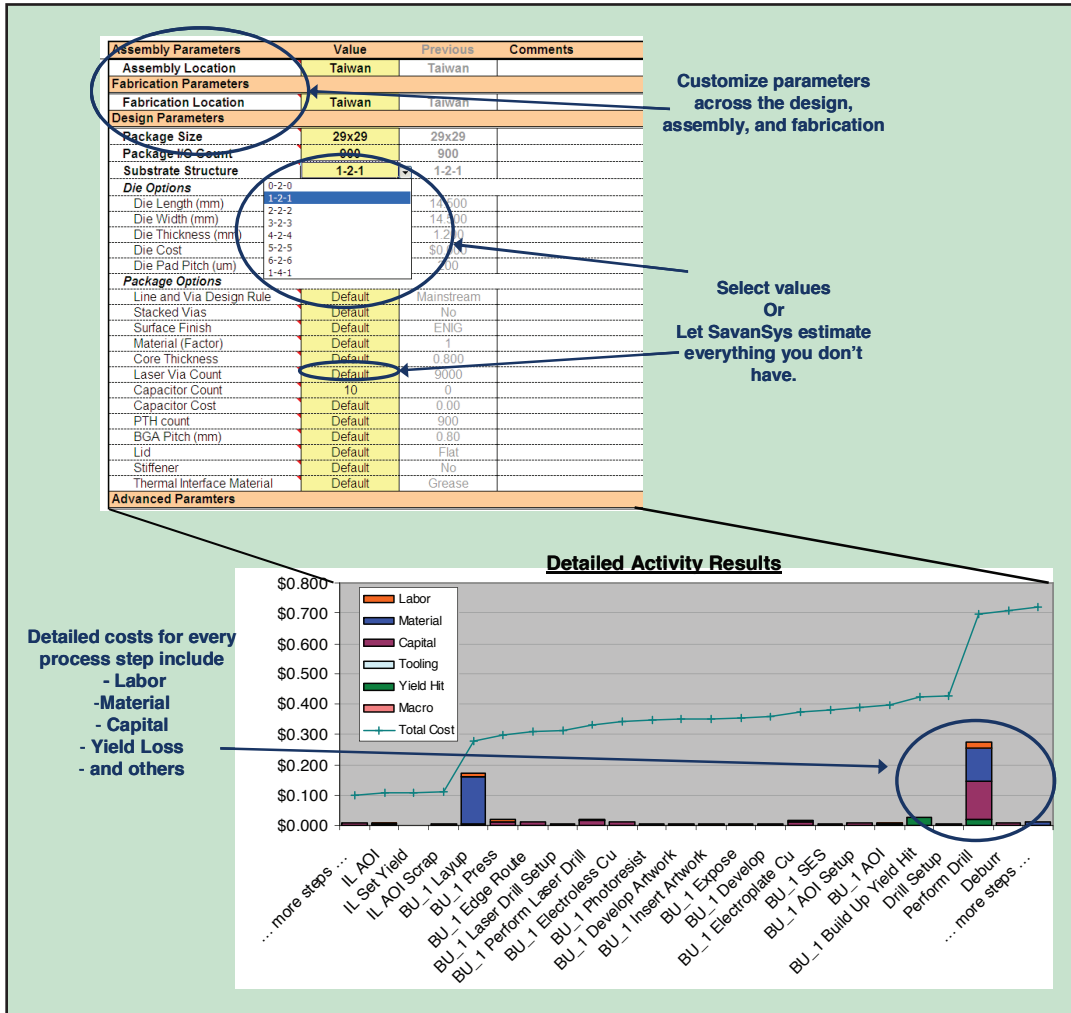 Assembly Parameters Value Previous Comments
Assembly Location Taiwan Taiwan
Fabrication Parameters
Fabrication Location Taiwan Taiwan
Design Parameters
Package Size 29x29 29x29
Package I/O Count 900 900
Substrate Structure 1-2-1 1-2-1
Die Options
0-2-0
1-2-1
2-2-2
3-2-3
4-2-4
5-2-5
6-2-6
1-4-1
Die Length (mm) 14.500
Die Width (mm) 14.500
Die Thickness (mm) 1.200
Die Cost
Die Pad Pitch (um) 200
Package Options
Line and Via Design Rule Default Mainstream
Stacked Vias Default No
Surface Finish Default ENIG
Material (Factor) Default 1
Core Thickness Default 0.800
Laser Via Count Default 9000
Capacitor Count 10 0
Capacitor Cost Default 0.00
PTH count Default 900
BGA Pitch (mm) Default 0.80
Lid Default Flat
Stiffener Default No
Thermal Interface Material Default Grease
Advanced Paramters
Customize parameters
across the design,
assembly, and fabrication
Select values
Or
Let SavanSys estimate
everything you don't
have.
Detailed Activity Results
Detailed costs for every
process step include
- Labor
-Material
- Capital
- Yield Loss
- and others
$0.800
$0.700
$0.600
$0.500
$0.400
$0.300
$0.200
$0.100
$0.000
Labor
Material
Capital
Tooling
Yield Hit
Macro
Total Cost
... more steps ...
IL AOI
IL Set Yield
IL AOI Scrap
BU_1 Layup
BU_1 Press
BU_1 Edge Route
BU_1 Laser Drill Setup
BU_1 Perform Laser Drill
BU_1 Electroless Cu
BU_1 Photoresist
BU_1 Develop Artwork
BU_1 Insert Artwork
BU_1 Expose
BU_1 Develop
BU_1 Electroplate Cu
BU_1 SES
BU_1 AOI Setup
BU_1 AOI
BU_1 Build Up Yield Hit
Drill Setup
Perform Drill
Deburr
... more steps ...